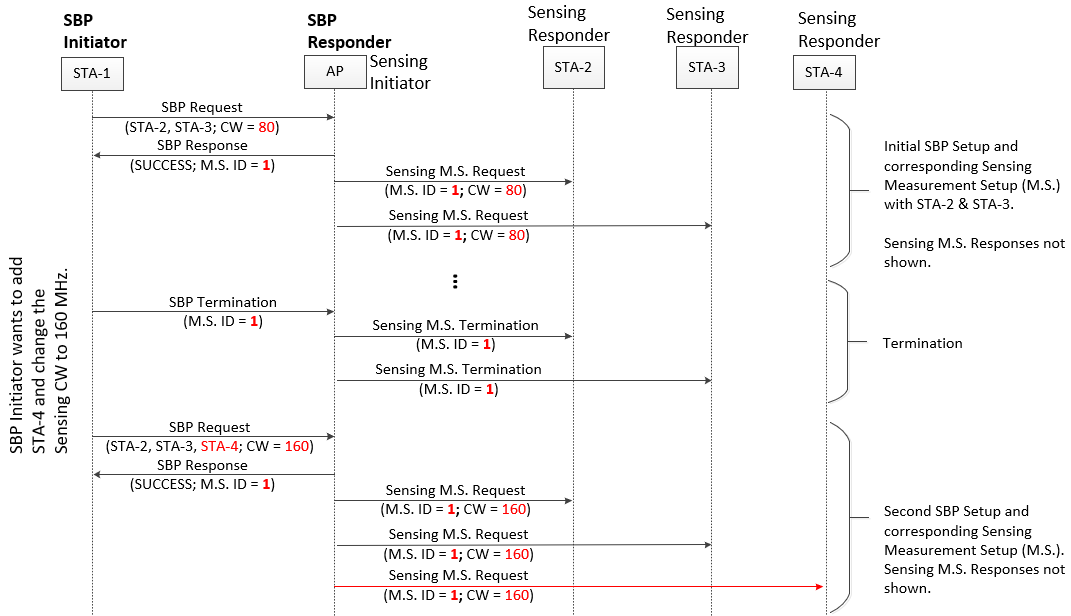 SBP
Initiator
SBP
Responder
Sensing
Responder
Sensing
Responder
Sensing
Responder
STA-1
AP
Sensing
Initiator
STA-2
STA-3
STA-4
SBP Request
(STA-2, STA-3; CW = 80)
SBP Response
(SUCCESS; M.S. ID = 1)
Sensing M.S. Request
(M.S. ID = 1; CW = 80)
Sensing M.S. Request
(M.S. ID = 1; CW = 80)
Initial SBP Setup and
corresponding Sensing
Measurement Setup (M.S.)
with STA-2 & STA-3.
Sensing M.S. Responses not
shown.
...
SBP Initiator wants to add
STA-4 and change the
Sensing CW to 160 MHz.
SBP Termination
(M.S. ID = 1)
Sensing M.S. Termination
(M.S. ID = 1)
Sensing M.S. Termination
(M.S. ID = 1)
Termination
SBP Request
(STA-2, STA-3, STA-4; CW = 160)
SBP Response
(SUCCESS; M.S. ID = 1)
Sensing M.S. Request
(M.S. ID = 1; CW = 160)
Sensing M.S. Request
(M.S. ID = 1; CW = 160)
Sensing M.S. Request
(M.S. ID = 1; CW = 160)
Second SBP Setup and
corresponding Sensing
Measurement Setup (M.S.).
Sensing M.S. Responses not
shown.